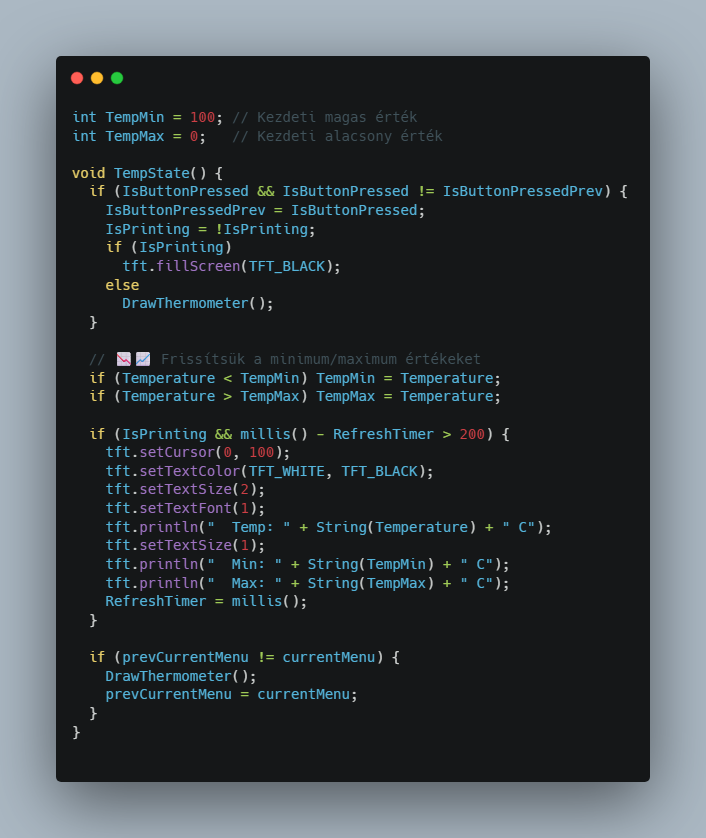 int TempMin = 100; // Kezdeti magas érték
int TempMax = 0;   // Kezdeti alacsony érték

void TempState() {
  if (IsButtonPressed && IsButtonPressed != IsButtonPressedPrev) {
    IsButtonPressedPrev = IsButtonPressed;
    IsPrinting = !IsPrinting;
    if (IsPrinting)
      tft.fillScreen(TFT_BLACK);
    else
      DrawThermometer();
  }

  // 📉📈 Frissítsük a minimum/maximum értékeket
  if (Temperature < TempMin) TempMin = Temperature;
  if (Temperature > TempMax) TempMax = Temperature;

  if (IsPrinting && millis() - RefreshTimer > 200) {
    tft.setCursor(0, 100);
    tft.setTextColor(TFT_WHITE, TFT_BLACK);
    tft.setTextSize(2);
    tft.setTextFont(1);
    tft.println("  Temp: " + String(Temperature) + " C");
    tft.setTextSize(1);
    tft.println("  Min: " + String(TempMin) + " C");
    tft.println("  Max: " + String(TempMax) + " C");
    RefreshTimer = millis();
  }

  if (prevCurrentMenu != currentMenu) {
    DrawThermometer();
    prevCurrentMenu = currentMenu;
  }
}